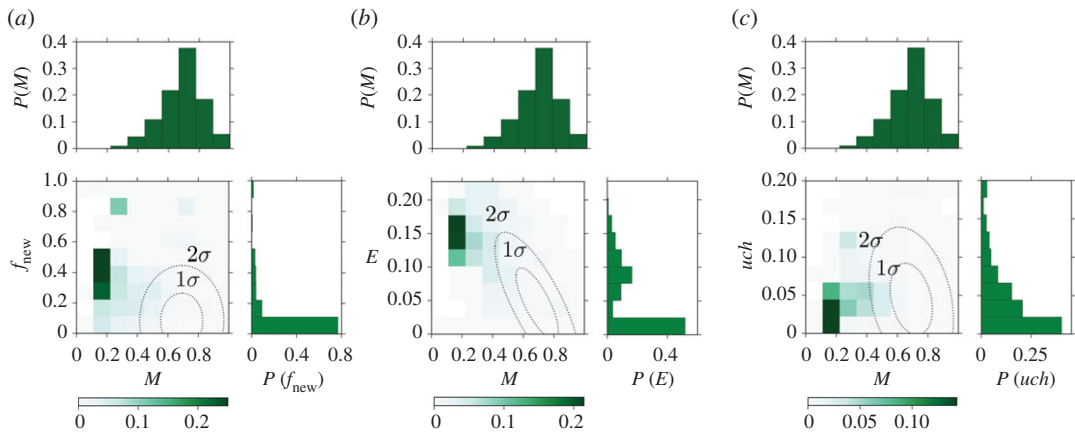 (a)
(b)
(c)
0.4
0.3
0.2
0.1
0
P(M)
0.4
0.3
0.2
0.1
0
P(M)
0.4
0.3
0.2
0.1
0
P(M)
1.0
0.8
0.6
0.4
0.2
0
f_new
2σ
1σ
0 0.2 0.4 0.6 0.8
M
0 0.4 0.8
P (f_new)
0 0.1 0.2
0.20
0.15
0.10
0.05
0
E
2σ
1σ
0 0.2 0.4 0.6 0.8
M
0 0.4
P (E)
0 0.1 0.2
0.20
0.15
0.10
0.05
0
uch
2σ
1σ
0 0.2 0.4 0.6 0.8
M
0 0.25
P (uch)
0 0.05 0.10